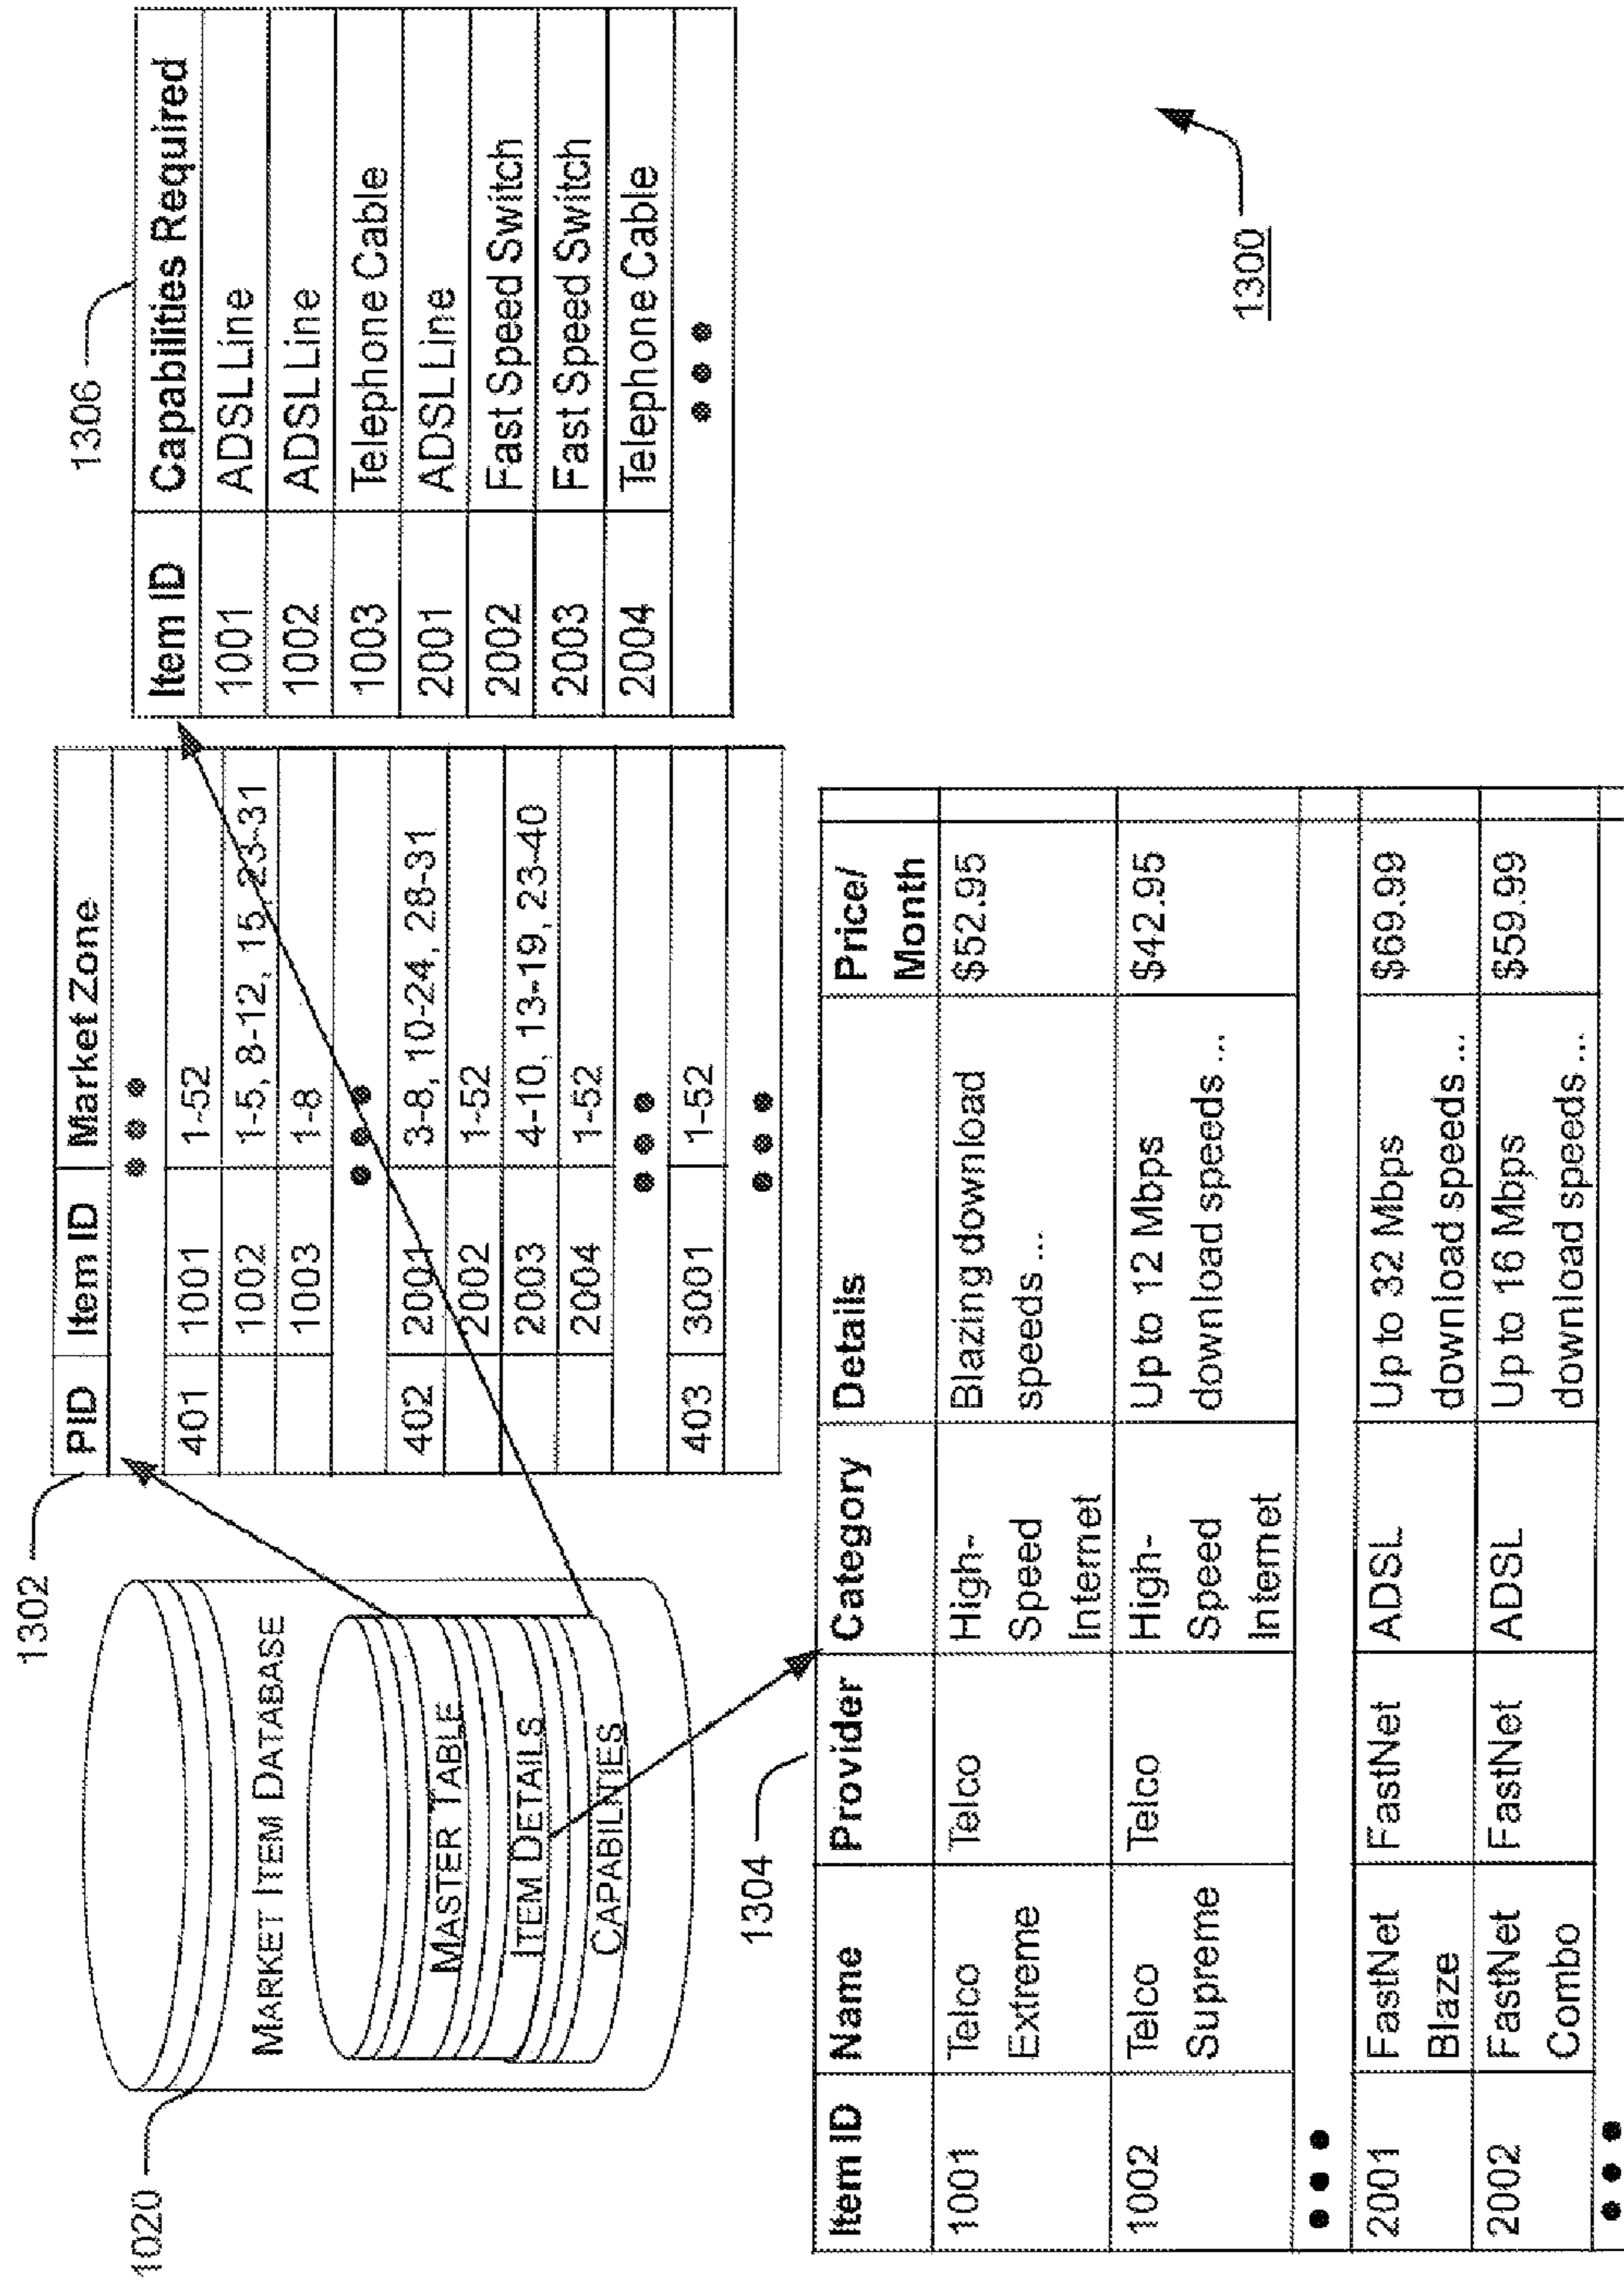 1020
MARKET ITEM DATABASE
MASTER TABLE
ITEM DETAILS
CAPABILITIES
1302
PID Item ID Market Zone
● ● ●
401 1001 1-52
1002 1-5, 8-12, 15, 23-31
1003 1-8
● ● ●
402 2001 3-8, 10-24, 28-31
2002 1-52
2003 4-10, 13-19, 23-40
2004 1-52
● ● ●
403 3001 1-52
● ● ●
1306
Item ID Capabilities Required
1001 ADSL Line
1002 ADSL Line
1003 Telephone Cable
2001 ADSL Line
2002 Fast Speed Switch
2003 Fast Speed Switch
2004 Telephone Cable
● ● ●
1304
Item ID Name Provider Category Details Price/
Month
1001 Telco Telco High- Blazing download $52.95
Extreme Speed speeds ...
Internet
1002 Telco Telco High- Up to 12 Mbps $42.95
Supreme Speed download speeds ...
Internet
● ● ●
2001 FastNet FastNet ADSL Up to 32 Mbps $69.99
Blaze download speeds ...
2002 FastNet FastNet ADSL Up to 16 Mbps $59.99
Combo download speeds ...
● ● ●
1300